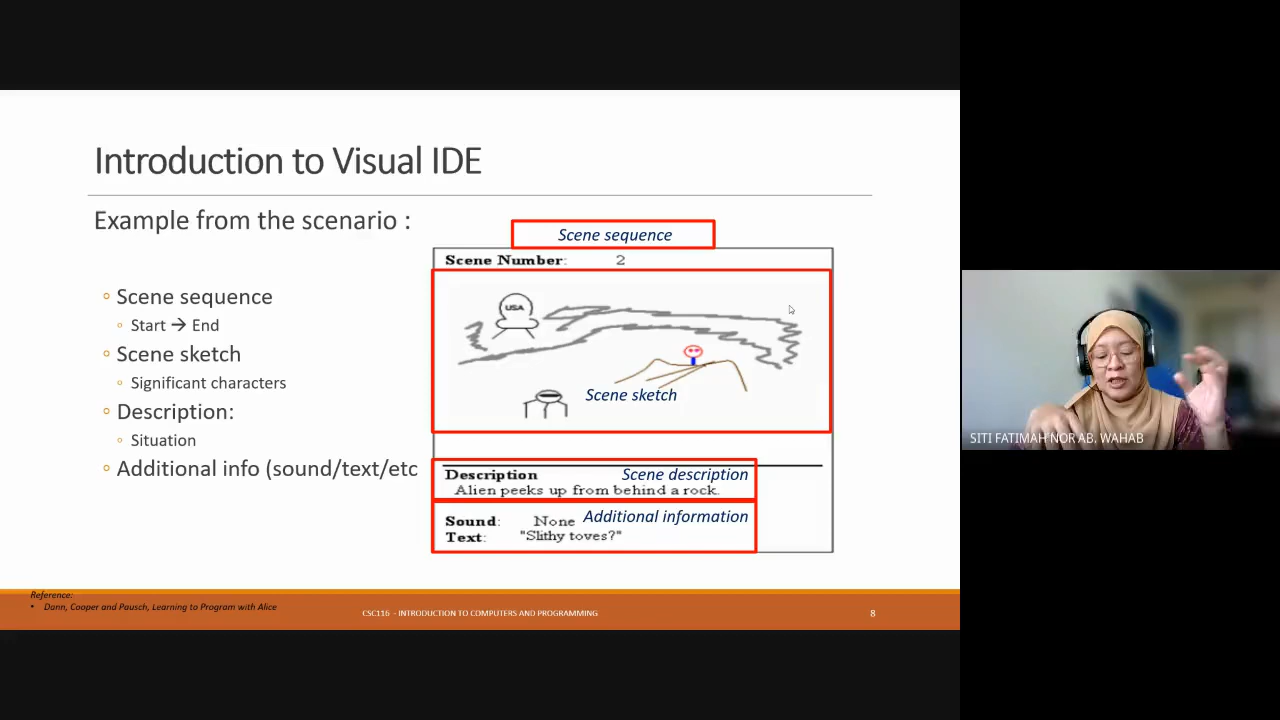 Introduction to Visual IDE
Example from the scenario :
Scene sequence
Start → End
Scene sketch
Significant characters
Description:
Situation
Additional info (sound/text/etc
Scene sequence
Scene Number: 2
USA
Scene sketch
Description Scene description
Alien peeks up from behind a rock.
Sound: None Additional information
Text: "Slithy toves?"
Reference:
• Dann, Cooper and Pausch, Learning to Program with Alice
CSC116 - INTRODUCTION TO COMPUTERS AND PROGRAMMING
8
SITI FATIMAH NOR AB. WAHAB